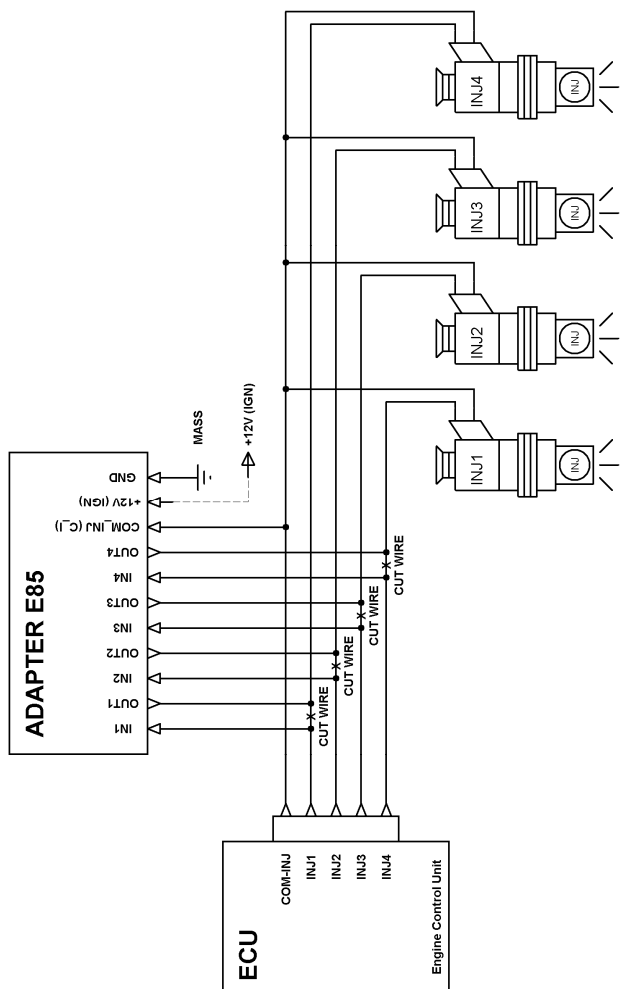 INJ4
INJ
INJ3
INJ
INJ2
INJ
INJ1
INJ
ADAPTER E85
GND
+12V (IGN)
COM_INJ (C_I)
OUT4
IN4
OUT3
IN3
OUT2
IN2
OUT1
IN1
MASS
+12V (IGN)
CUT WIRE
CUT WIRE
CUT WIRE
CUT WIRE
ECU
COM-INJ
INJ1
INJ2
INJ3
INJ4
Engine Control Unit